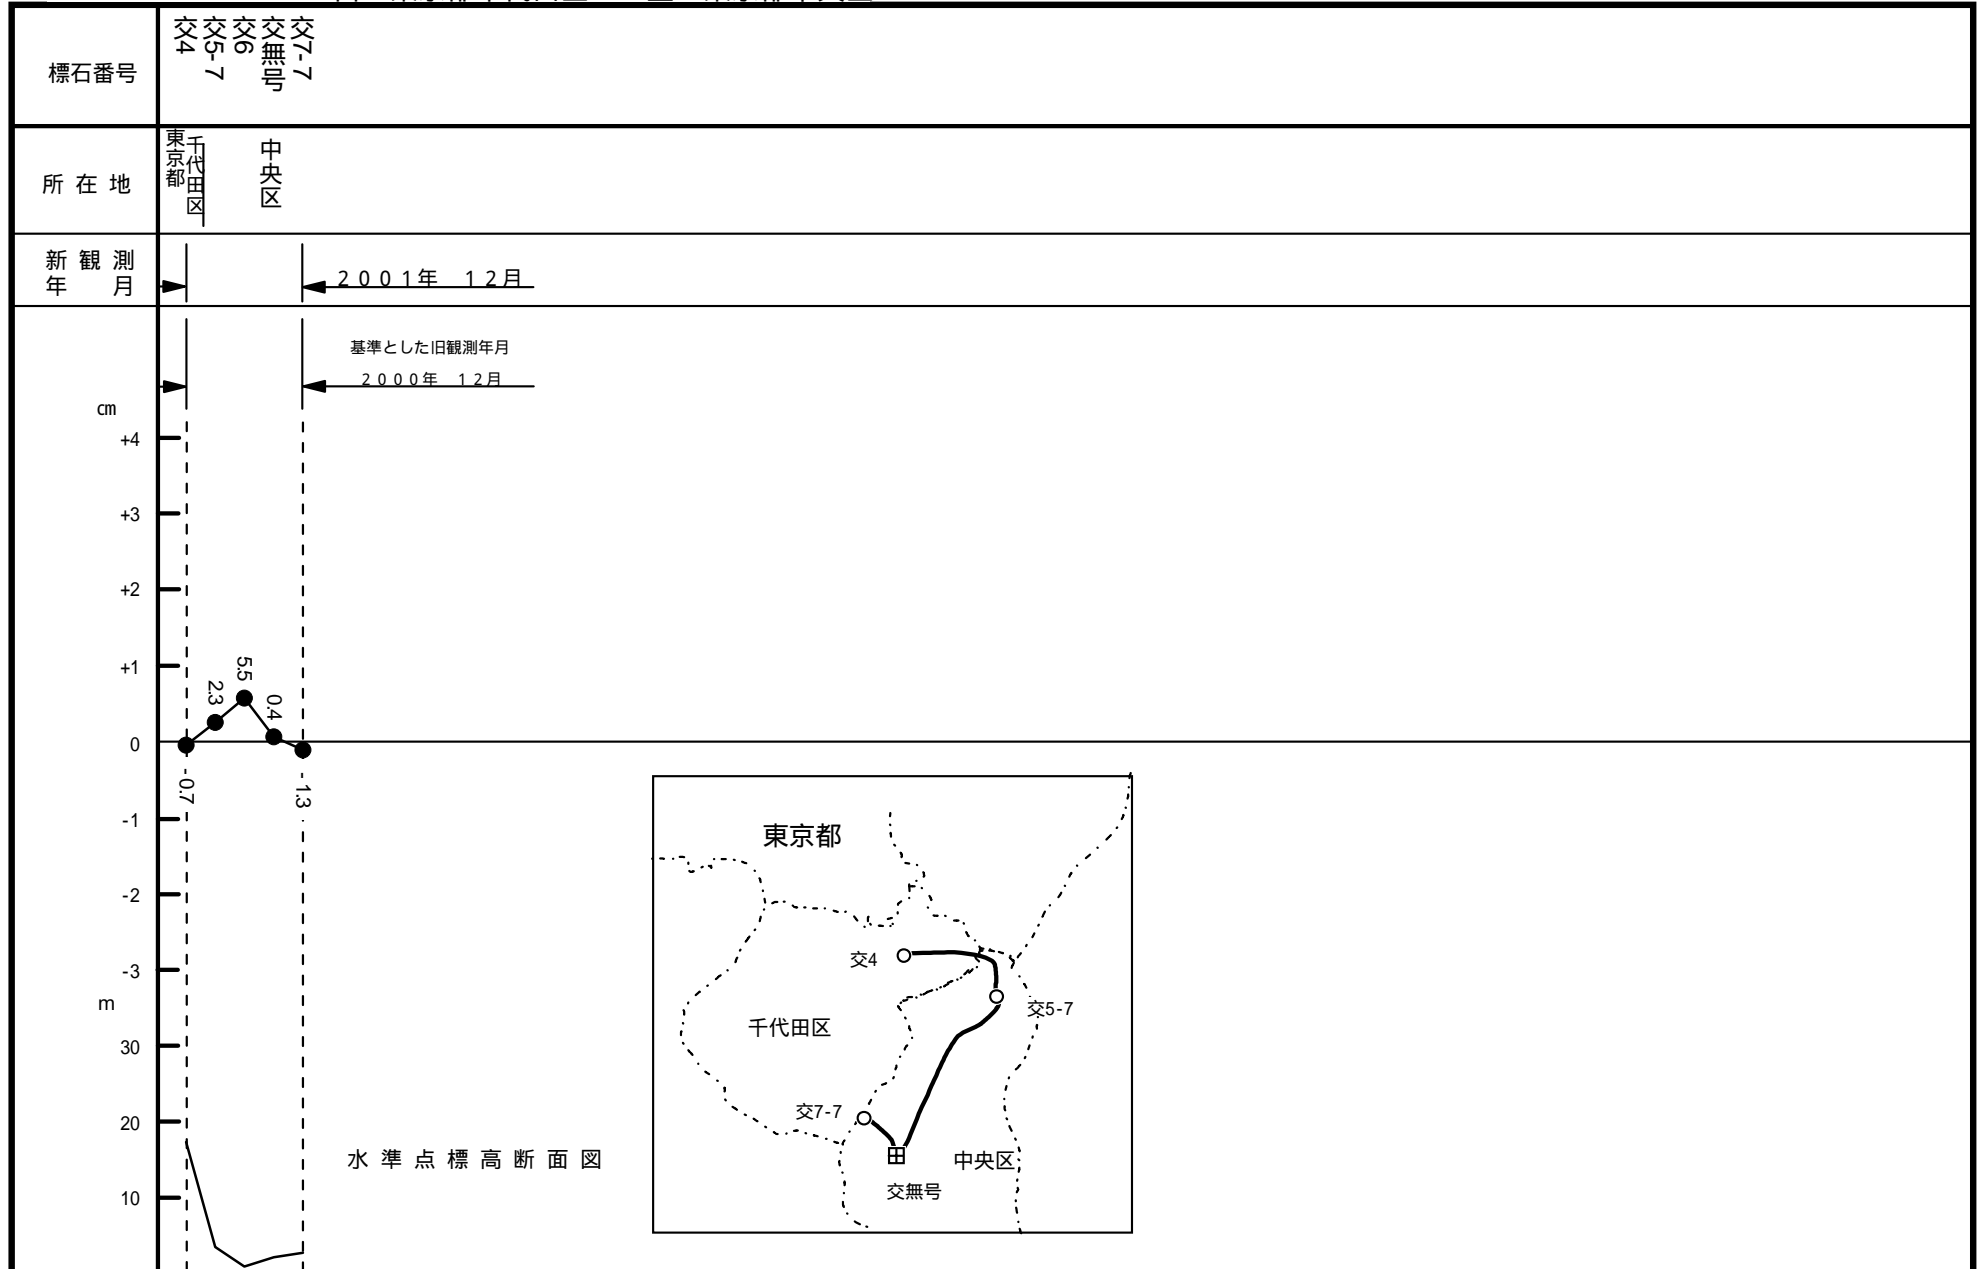 標石番号
交4
交5-7
交6
交無号
交7-7
所在地
東京都
千代田区
中央区
新観測
年　月
2001年　12月
基準とした旧観測年月
2000年　12月
cm
+4
+3
+2
+1
0
-1
-2
-3
-0.7
2.3
5.5
0.4
-1.3
m
30
20
10
水準点標高断面図
東京都
交4
交5-7
千代田区
交7-7
中央区
交無号